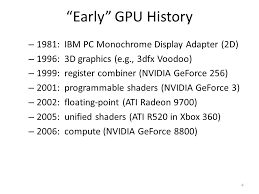 “Early” GPU History
– 1981: IBM PC Monochrome Display Adapter (2D)
– 1996: 3D graphics (e.g., 3dfx Voodoo)
– 1999: register combiner (NVIDIA GeForce 256)
– 2001: programmable shaders (NVIDIA GeForce 3)
– 2002: floating-point (ATI Radeon 9700)
– 2005: unified shaders (ATI R520 in Xbox 360)
– 2006: compute (NVIDIA GeForce 8800)